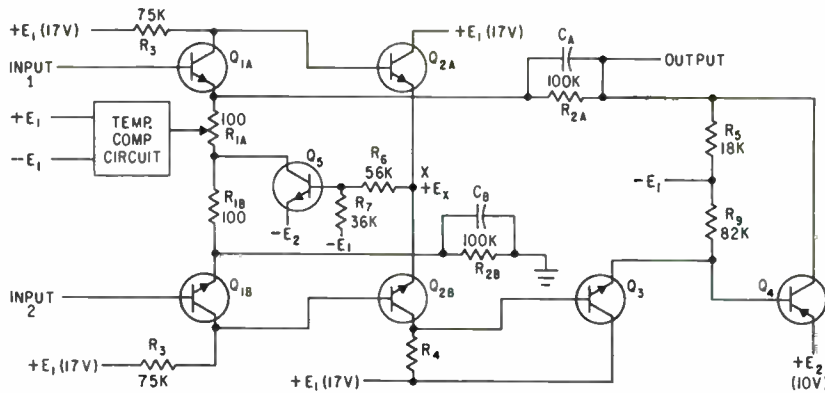 75K
+E1 (17V)
R3
Q1A
Q2A
+E1 (17V)
CA
OUTPUT
INPUT
1
100K
R2A
+E1
TEMP.
COMP
CIRCUIT
-E1
100
R1A
Q5
R6
56K
X
+EX
R5
18K
-E1
R1B
100
R7
36K
-E2
-E1
CB
100K
R2B
R9
82K
INPUT
2
Q1B
Q2B
Q3
Q4
+E1 (17V)
R3
75K
R4
+E1 (17V)
+E2
(10V)